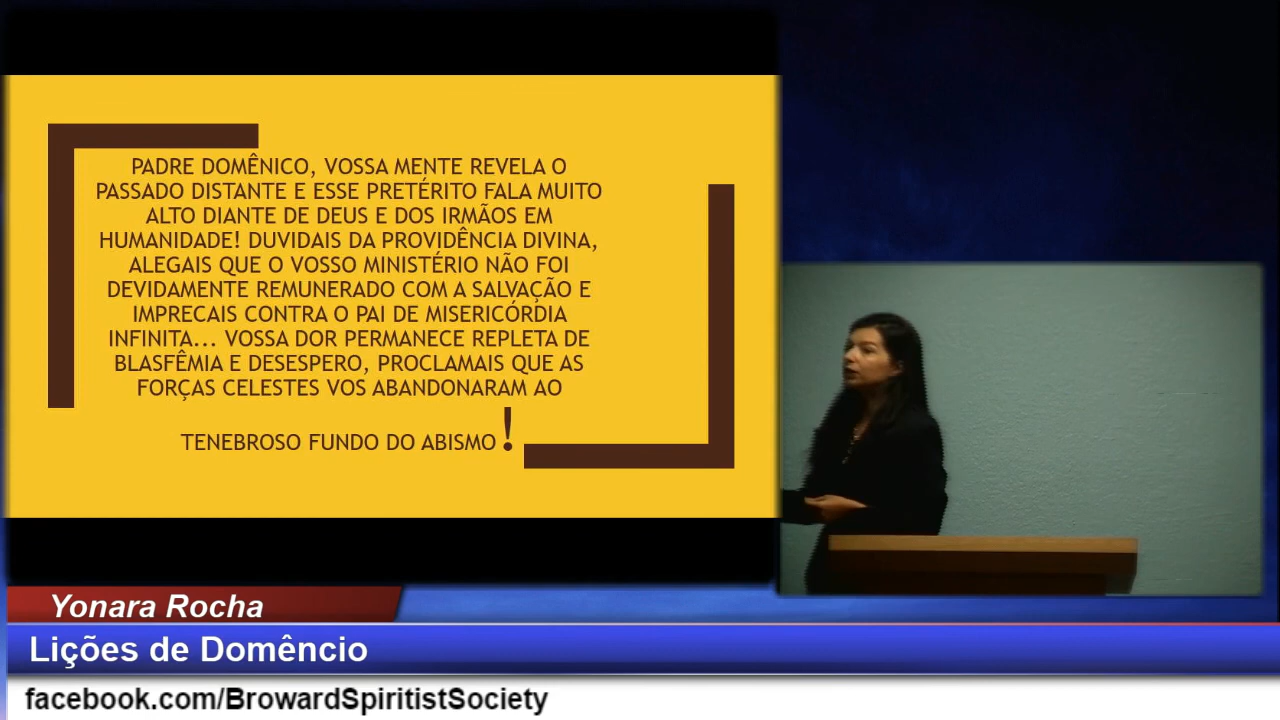 PADRE DOMÊNICO, VOSSA MENTE REVELA O
PASSADO DISTANTE E ESSE PRETÉRITO FALA MUITO
ALTO DIANTE DE DEUS E DOS IRMÃOS EM
HUMANIDADE! DUVIDAIS DA PROVIDÊNCIA DIVINA,
ALEGAIS QUE O VOSSO MINISTÉRIO NÃO FOI
DEVIDAMENTE REMUNERADO COM A SALVAÇÃO E
IMPRECAIS CONTRA O PAI DE MISERICÓRDIA
INFINITA... VOSSA DOR PERMANECE REPLETA DE
BLASFÊMIA E DESESPERO, PROCLAMAIS QUE AS
FORÇAS CELESTES VOS ABANDONARAM AO
TENEBROSO FUNDO DO ABISMO!
Yonara Rocha
Lições de Domêncio
facebook.com/BrowardSpiritistSociety